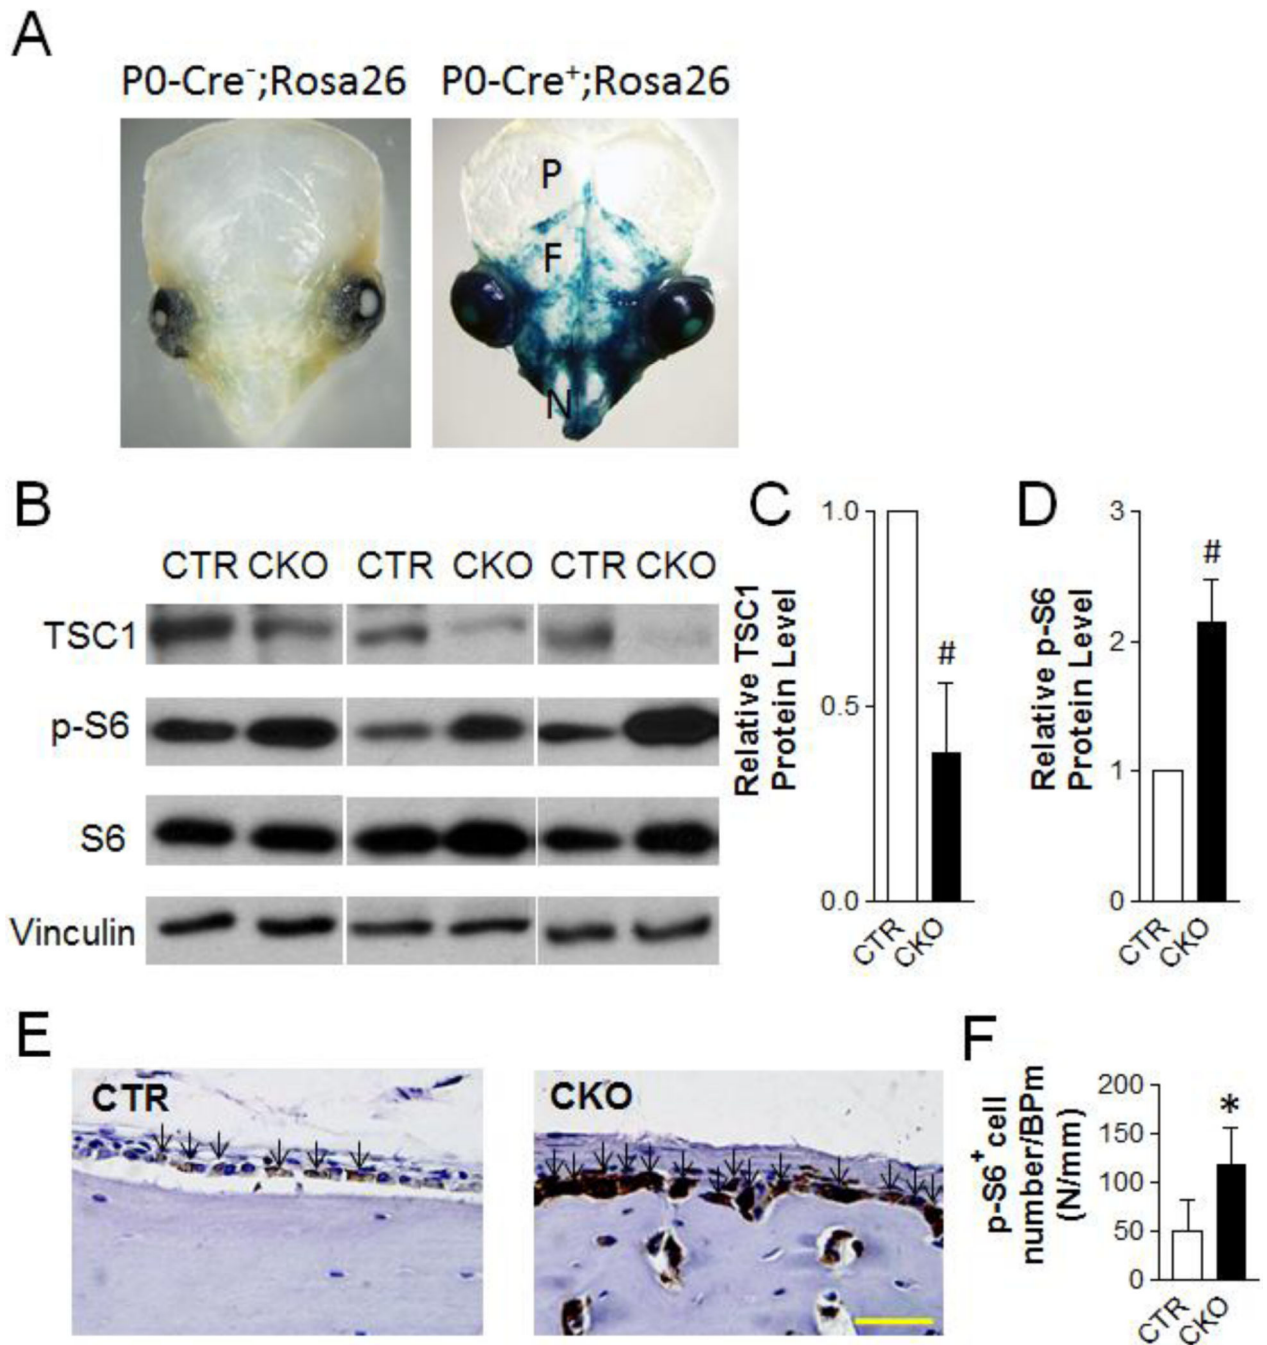 A
P0-Cre⁻;Rosa26 P0-Cre⁺;Rosa26
P
F
N
B
CTR CKO CTR CKO CTR CKO
TSC1
p-S6
S6
Vinculin
C
Relative TSC1
Protein Level
1.0
0.5
0.0
#
CTR
CKO
D
Relative p-S6
Protein Level
3
2
1
0
#
CTR
CKO
E
CTR
CKO
F
p-S6⁺cell
number/BPm
(N/mm)
200
150
100
50
0
*
CTR
CKO